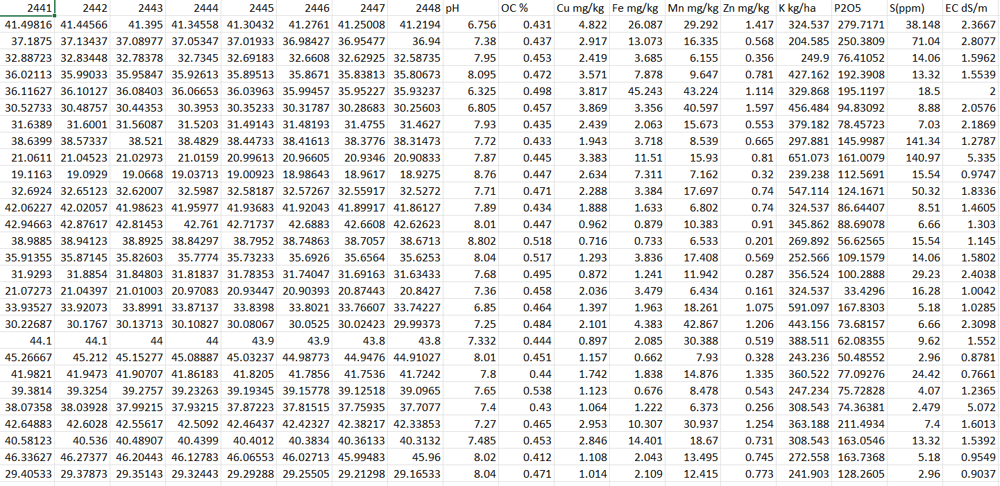 2441 2442 2443 2444 2445 2446 2447 2448 pH OC % Cu mg/kg Fe mg/kg Mn mg/kg Zn mg/kg K kg/ha P2O5 S(ppm) EC dS/m
41.49816 41.44566 41.395 41.34558 41.30432 41.2761 41.25008 41.2194 6.756 0.431 4.822 26.087 29.292 1.417 324.537 279.7171 38.148 2.3667
37.1875 37.13437 37.08977 37.05347 37.01933 36.98427 36.95477 36.94 7.38 0.437 2.917 13.073 16.335 0.568 204.585 250.3809 71.04 2.8077
32.88723 32.83448 32.78378 32.7345 32.69183 32.6608 32.62925 32.58735 7.95 0.453 2.419 3.685 6.155 0.356 249.9 76.41052 14.06 1.5962
36.02113 35.99033 35.95847 35.92613 35.89513 35.8671 35.83813 35.80673 8.095 0.472 3.571 7.878 9.647 0.781 427.162 192.3908 13.32 1.5539
36.11627 36.10127 36.08403 36.06653 36.03963 35.99457 35.95227 35.93237 6.325 0.498 3.817 45.243 43.224 1.114 329.868 195.1197 18.5 2
30.52733 30.48757 30.44353 30.3953 30.35233 30.31787 30.28683 30.25603 6.805 0.457 3.869 3.356 40.597 1.597 456.484 94.83092 8.88 2.0576
31.6389 31.6001 31.56087 31.5203 31.49143 31.48193 31.4755 31.4627 7.93 0.435 2.439 2.063 15.673 0.553 379.182 78.45723 7.03 2.1869
38.6399 38.57337 38.521 38.4829 38.44733 38.41613 38.3776 38.31473 7.72 0.433 1.943 3.718 8.539 0.665 297.881 145.9987 141.34 1.2787
21.0611 21.04523 21.02973 21.0159 20.99613 20.96605 20.9346 20.90833 7.87 0.445 3.383 11.51 15.93 0.81 651.073 161.0079 140.97 5.335
19.1163 19.0929 19.0668 19.03713 19.00923 18.98643 18.9617 18.9275 8.76 0.447 2.634 7.311 7.162 0.32 239.238 112.5691 15.54 0.9747
32.6924 32.65123 32.62007 32.5987 32.58187 32.57267 32.55917 32.5272 7.71 0.471 2.288 3.384 17.697 0.74 547.114 124.1671 50.32 1.8336
42.06227 42.02057 41.98623 41.95977 41.93683 41.92043 41.89917 41.86127 7.89 0.434 1.888 1.633 6.802 0.74 324.537 86.64407 8.51 1.4605
42.94663 42.87617 42.81453 42.761 42.71737 42.6883 42.6608 42.62623 8.01 0.447 0.962 0.879 10.383 0.91 345.862 88.69078 6.66 1.303
38.9885 38.94123 38.8925 38.84297 38.7952 38.74863 38.7057 38.6713 8.802 0.518 0.716 0.733 6.533 0.201 269.892 56.62565 15.54 1.145
35.91355 35.87145 35.82603 35.7774 35.73233 35.6926 35.6564 35.6253 8.04 0.517 1.293 3.836 17.408 0.569 252.566 109.1579 14.06 1.5802
31.9293 31.8854 31.84803 31.81837 31.78353 31.74047 31.69163 31.63433 7.68 0.495 0.872 1.241 11.942 0.287 356.524 100.2888 29.23 2.4038
21.07273 21.04397 21.01003 20.97083 20.93447 20.90393 20.87443 20.8427 7.36 0.458 2.036 3.479 6.434 0.161 324.537 33.4296 16.28 1.0042
33.93527 33.92073 33.8991 33.87137 33.8398 33.8021 33.76607 33.74227 6.85 0.464 1.397 1.963 18.261 1.075 591.097 167.8303 5.18 1.0285
30.22687 30.1767 30.13713 30.10827 30.08067 30.0525 30.02423 29.99373 7.25 0.484 2.101 4.383 42.867 1.206 443.156 73.68157 6.66 2.3098
44.1 44.1 44 44 43.9 43.9 43.8 43.8 7.332 0.444 0.897 2.085 30.388 0.519 388.511 62.08355 9.62 1.552
45.26667 45.212 45.15277 45.08887 45.03237 44.98773 44.9476 44.91027 8.01 0.451 1.157 0.662 7.93 0.328 243.236 50.48552 2.96 0.8781
41.9821 41.9473 41.90707 41.86183 41.8205 41.7856 41.7536 41.7242 7.8 0.44 1.742 1.838 14.876 1.335 360.522 77.09276 24.42 0.7661
39.3814 39.3254 39.2757 39.23263 39.19345 39.15778 39.12518 39.0965 7.65 0.538 1.123 0.676 8.478 0.543 247.234 75.72828 4.07 1.2365
38.07358 38.03928 37.99215 37.93215 37.87223 37.81515 37.75935 37.7077 7.4 0.43 1.064 1.222 6.373 0.256 308.543 74.36381 2.479 5.072
42.64883 42.6028 42.55617 42.5092 42.46437 42.42327 42.38217 42.33853 7.27 0.465 2.953 10.307 30.937 1.254 363.188 211.4934 7.4 1.6013
40.58123 40.536 40.48907 40.4399 40.4012 40.3834 40.36133 40.3132 7.485 0.453 2.846 14.401 18.67 0.731 308.543 163.0546 13.32 1.5392
46.33627 46.27377 46.20443 46.12783 46.06553 46.02713 45.99483 45.96 8.02 0.412 1.108 2.043 13.495 0.745 272.558 163.7368 5.18 0.9549
29.40533 29.37873 29.35143 29.32443 29.29288 29.25505 29.21298 29.16533 8.04 0.471 1.014 2.109 12.415 0.773 241.903 128.2605 2.96 0.9037